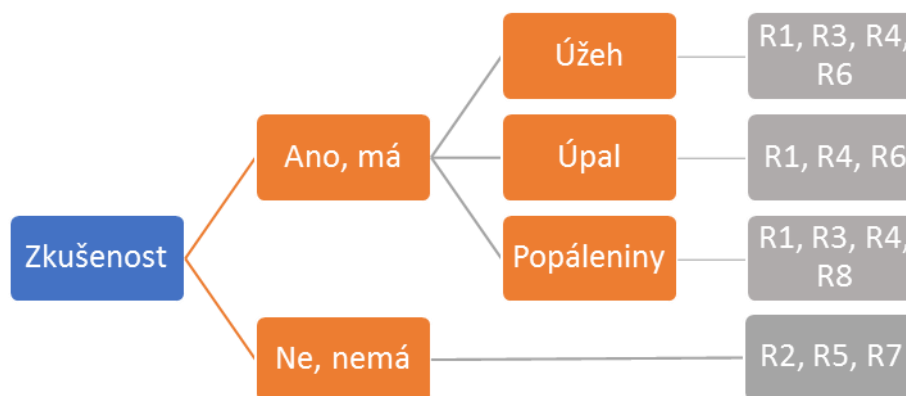 Zkušenost
Ano, má
Úžeh
R1, R3, R4,
R6
Úpal
R1, R4, R6
Popáleniny
R1, R3, R4,
R8
Ne, nemá
R2, R5, R7